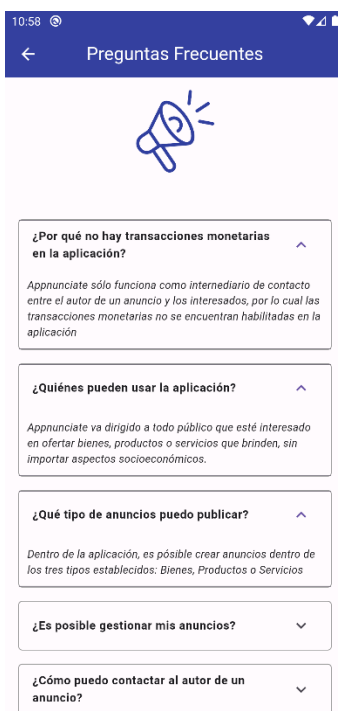 10:58
Preguntas Frecuentes
¿Por qué no hay transacciones monetarias
en la aplicación?
Appnunciate sólo funciona como internediario de contacto
entre el autor de un anuncio y los interesados, por lo cual las
transacciones monetarias no se encuentran habilitadas en la
aplicación
¿Quiénes pueden usar la aplicación?
Appnunciate va dirigido a todo público que esté interesado
en ofertar bienes, productos o servicios que brinden, sin
importar aspectos socioeconómicos.
¿Qué tipo de anuncios puedo publicar?
Dentro de la aplicación, es pósible crear anuncios dentro de
los tres tipos establecidos: Bienes, Productos o Servicios
¿Es posible gestionar mis anuncios?
¿Cómo puedo contactar al autor de un
anuncio?